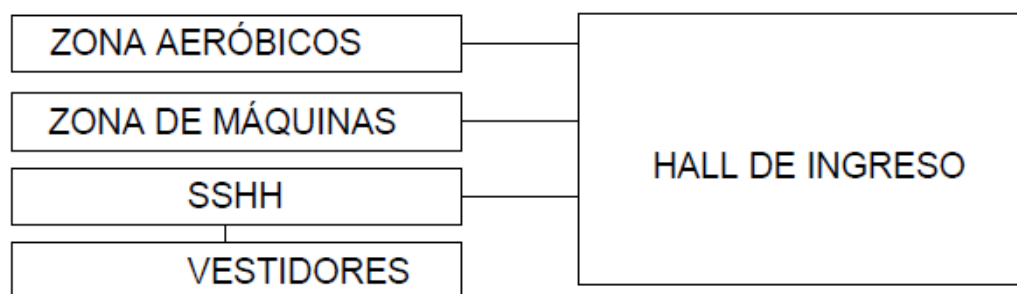 ZONA AERÓBICOS
ZONA DE MÁQUINAS
SSHH
VESTIDORES
HALL DE INGRESO